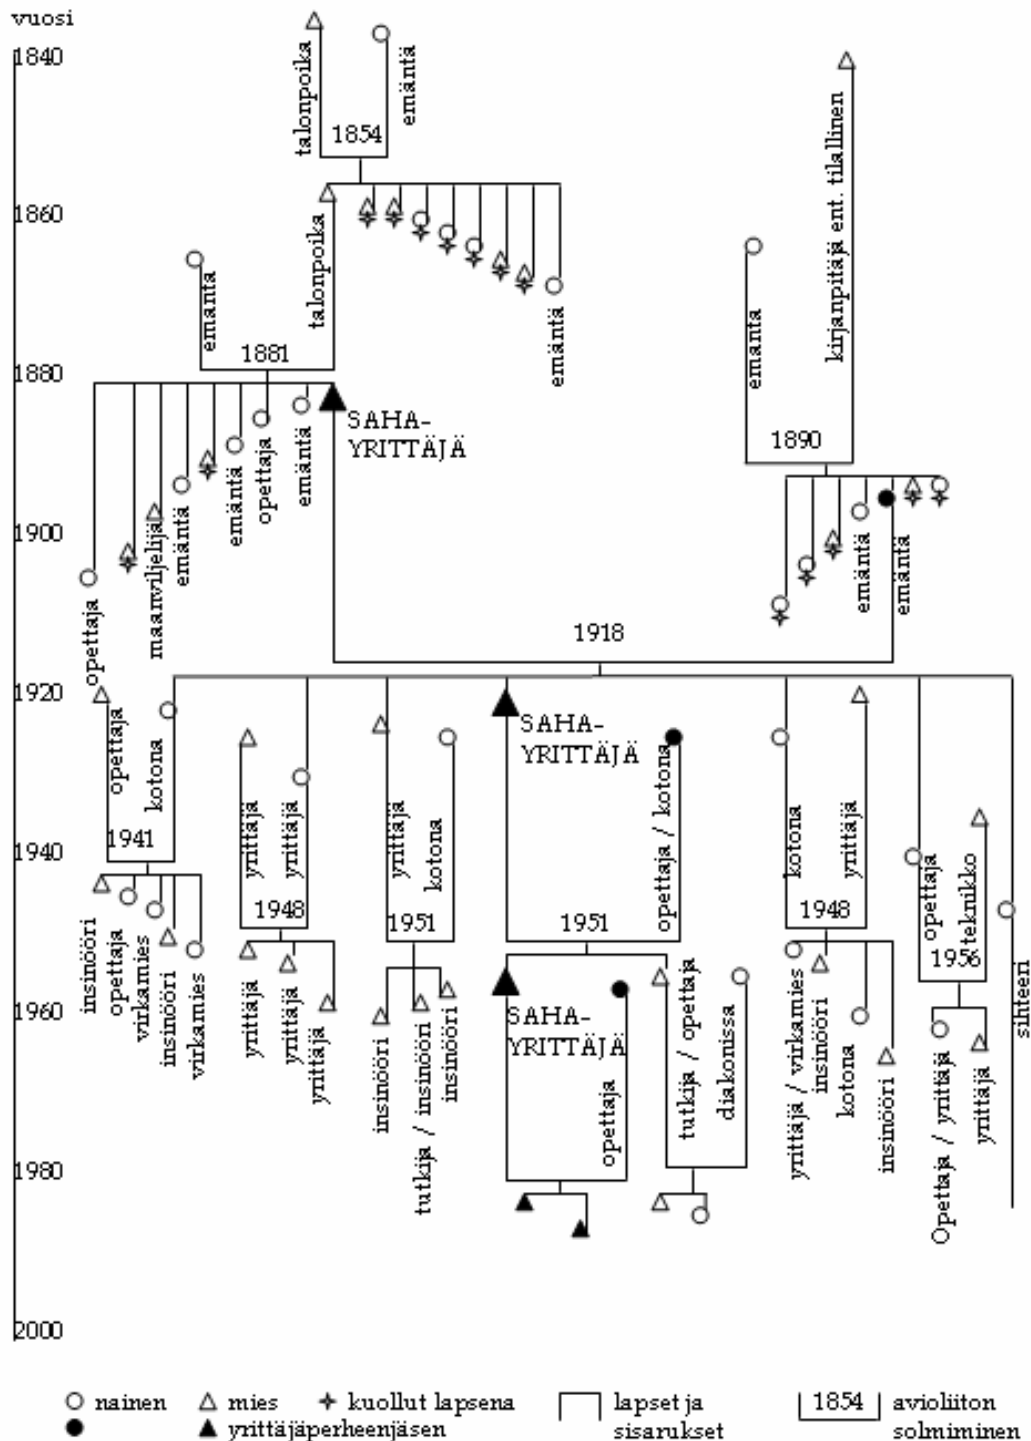 vuosi
1840
talonpoika
emäntä
1854
kirjanpitäjä ent. tilallinen
1860
talonpoika
emäntä
emanta
emanta
1881
1880
SAHA-
YRITTÄJÄ
1890
opettaja
maanviljelijä
emäntä
emäntä
opettaja
emäntä
emäntä
emäntä
1900
1918
1920
opettaja
kotona
yrittäjä
yrittäjä
yrittäjä
kotona
SAHA-
YRITTÄJÄ
opettaja / kotona
kotona
yrittäjä
opettaja
teknikko
sihteeri
1941
1940
1948
1951
1951
1948
1956
insinööri
opettaja
virkamies
insinööri
virkamies
yrittäjä
yrittäjä
yrittäjä
insinööri
tutkija / insinööri
insinööri
1960
SAHA-
YRITTÄJÄ
opettaja
tutkija / opettaja
diakonissa
yrittäjä / virkamies
insinööri
kotona
insinööri
Opettaja / yrittäjä
yrittäjä
1980
2000
nainen mies kuollut lapsena lapset ja 1854 avioliiton
yrittäjäperheenjäsen sisarukset solmiminen